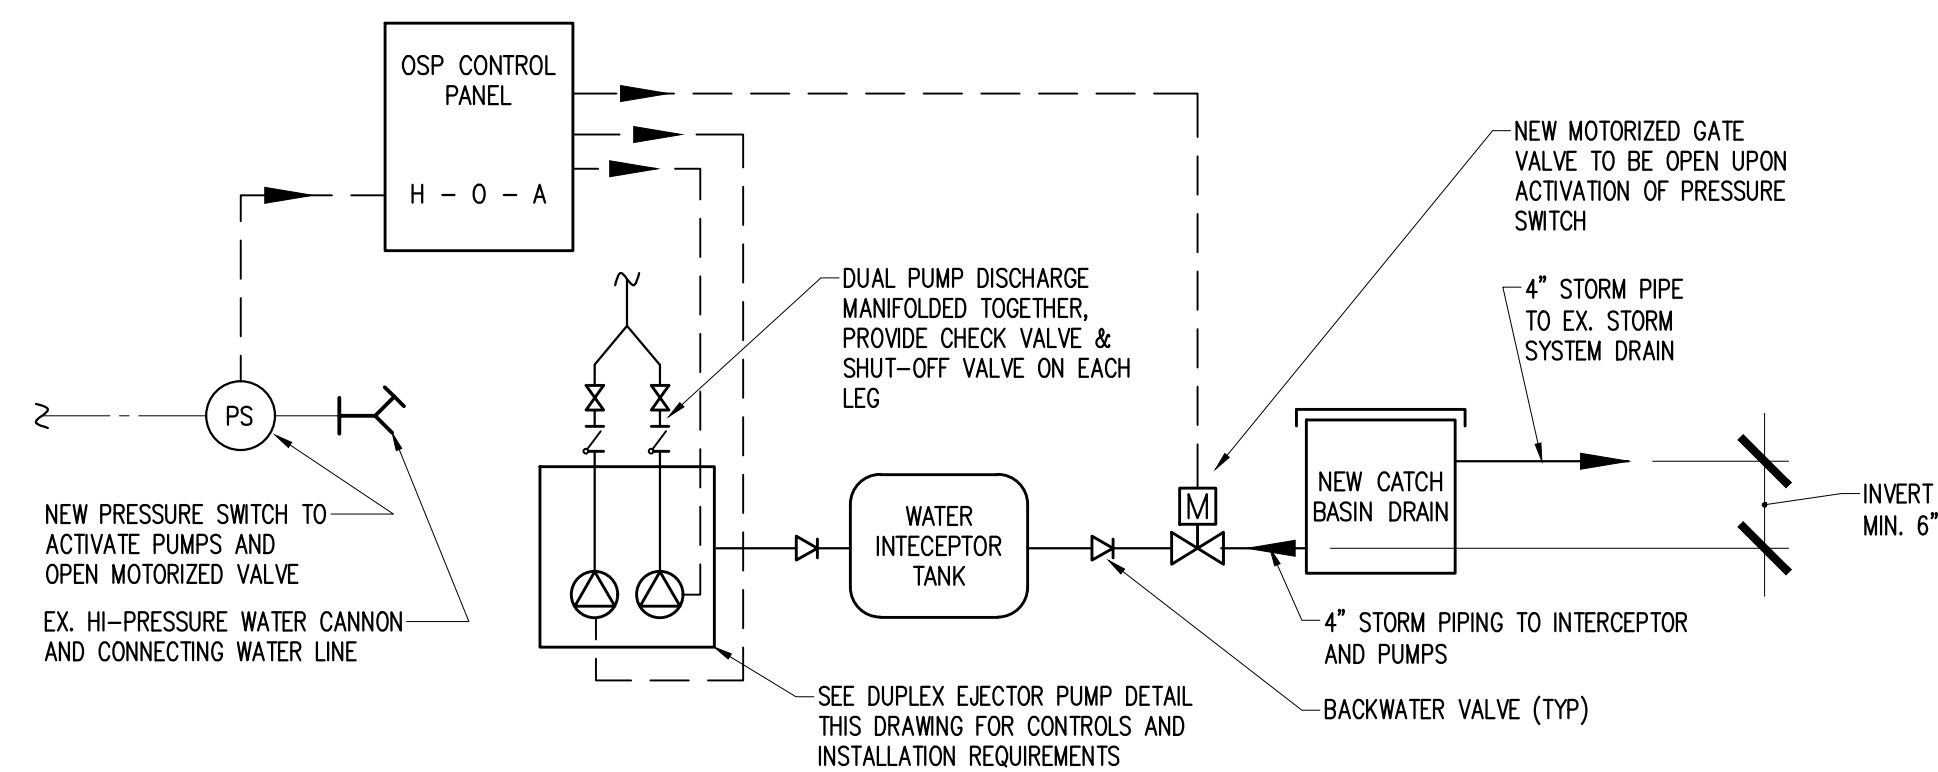 OSP CONTROL
PANEL
H - O - A
NEW MOTORIZED GATE
VALVE TO BE OPEN UPON
ACTIVATION OF PRESSURE
SWITCH
DUAL PUMP DISCHARGE
MANIFOLDED TOGETHER,
PROVIDE CHECK VALVE &
SHUT-OFF VALVE ON EACH
LEG
4" STORM PIPE
TO EX. STORM
SYSTEM DRAIN
PS
NEW PRESSURE SWITCH TO
ACTIVATE PUMPS AND
OPEN MOTORIZED VALVE
EX. HI-PRESSURE WATER CANNON
AND CONNECTING WATER LINE
WATER
INTECEPTOR
TANK
M
NEW CATCH
BASIN DRAIN
INVERT
MIN. 6"
4" STORM PIPING TO INTERCEPTOR
AND PUMPS
BACKWATER VALVE (TYP)
SEE DUPLEX EJECTOR PUMP DETAIL
THIS DRAWING FOR CONTROLS AND
INSTALLATION REQUIREMENTS